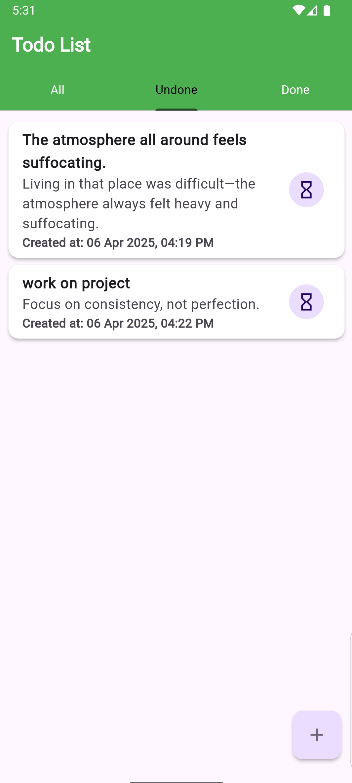 5:31
Todo List
All
Undone
Done
The atmosphere all around feels
suffocating.
Living in that place was difficult—the
atmosphere always felt heavy and
suffocating.
Created at: 06 Apr 2025, 04:19 PM
work on project
Focus on consistency, not perfection.
Created at: 06 Apr 2025, 04:22 PM